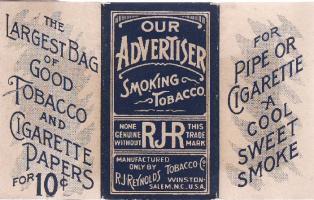 THE
LARGEST BAG
OF
GOOD
TOBACCO
AND
CIGARETTE
PAPERS
FOR 10¢
OUR
ADVERTISER
SMOKING
TOBACCO.
NONE
GENUINE
WITHOUT
RJR
THIS
TRADE
MARK
MANUFACTURED
ONLY BY
R.J. REYNOLDS TOBACCO Co.
WINSTON-
SALEM, N.C., U.S.A.
FOR
PIPE OR
CIGARETTE
A
COOL
SWEET
SMOKE